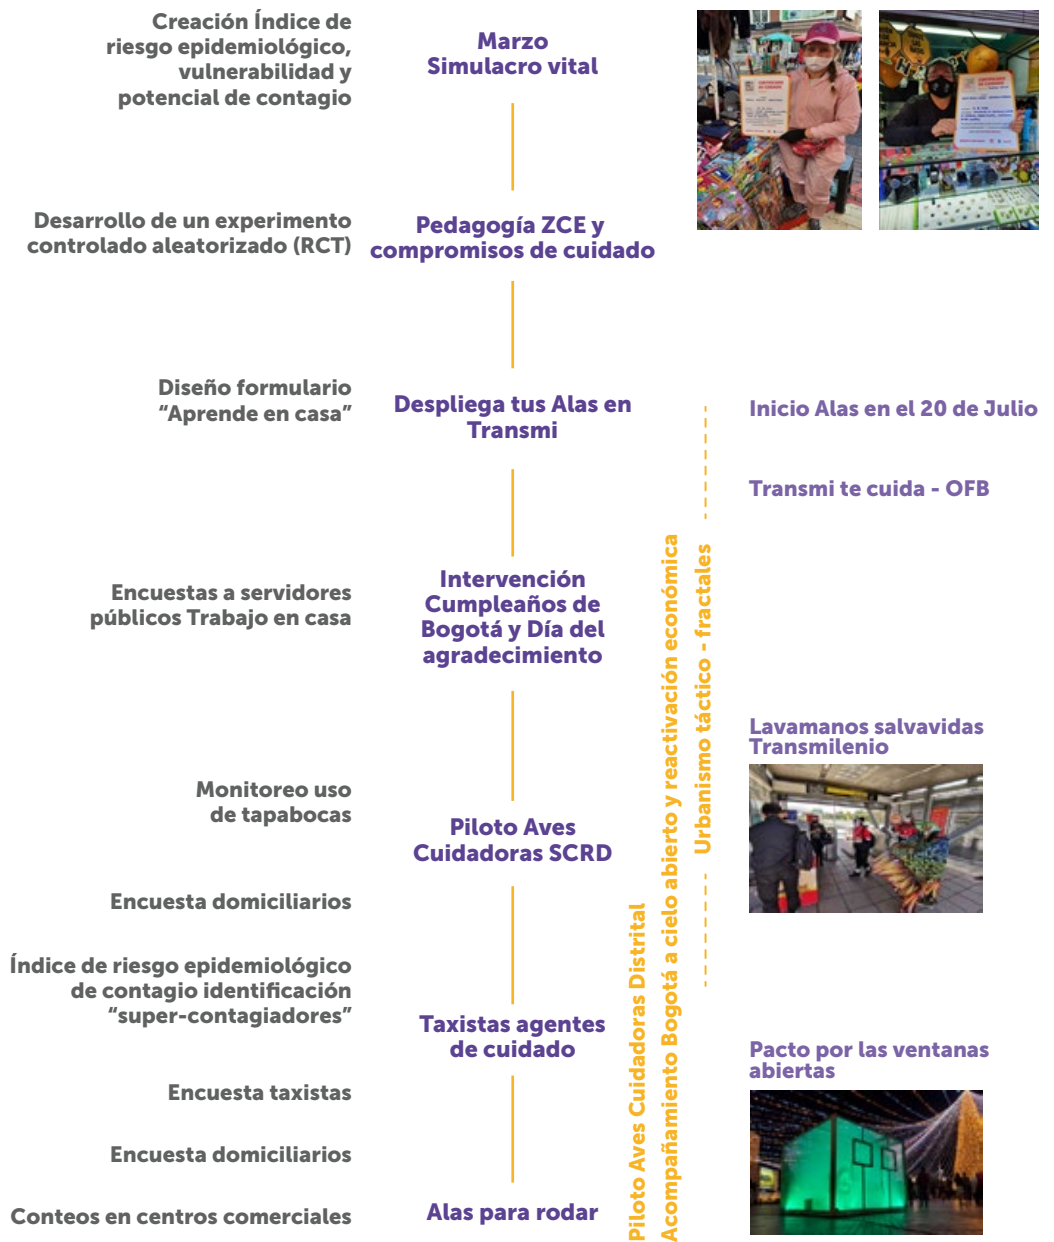 Creación Índice de
riesgo epidemiológico,
vulnerabilidad y
potencial de contagio
Marzo
Simulacro vital
Desarrollo de un experimento
controlado aleatorizado (RCT)
Pedagogía ZCE y
compromisos de cuidado
Diseño formulario
“Aprende en casa”
Despliega tus Alas en
Transmi
Inicio Alas en el 20 de Julio
Transmi te cuida - OFB
Encuestas a servidores
públicos Trabajo en casa
Intervención
Cumpleaños de
Bogotá y Día del
agradecimiento
Lavamanos salvavidas
Transmilenio
Monitoreo uso
de tapabocas
Piloto Aves
Cuidadoras SCRD
Encuesta domiciliarios
Índice de riesgo epidemiológico
de contagio identificación
“super-contagiadores”
Taxistas agentes
de cuidado
Pacto por las ventanas
abiertas
Encuesta taxistas
Encuesta domiciliarios
Conteos en centros comerciales
Alas para rodar
Piloto Aves Cuidadoras Distrital
Acompañamiento Bogotá a cielo abierto y reactivación económica
Urbanismo táctico - fractales